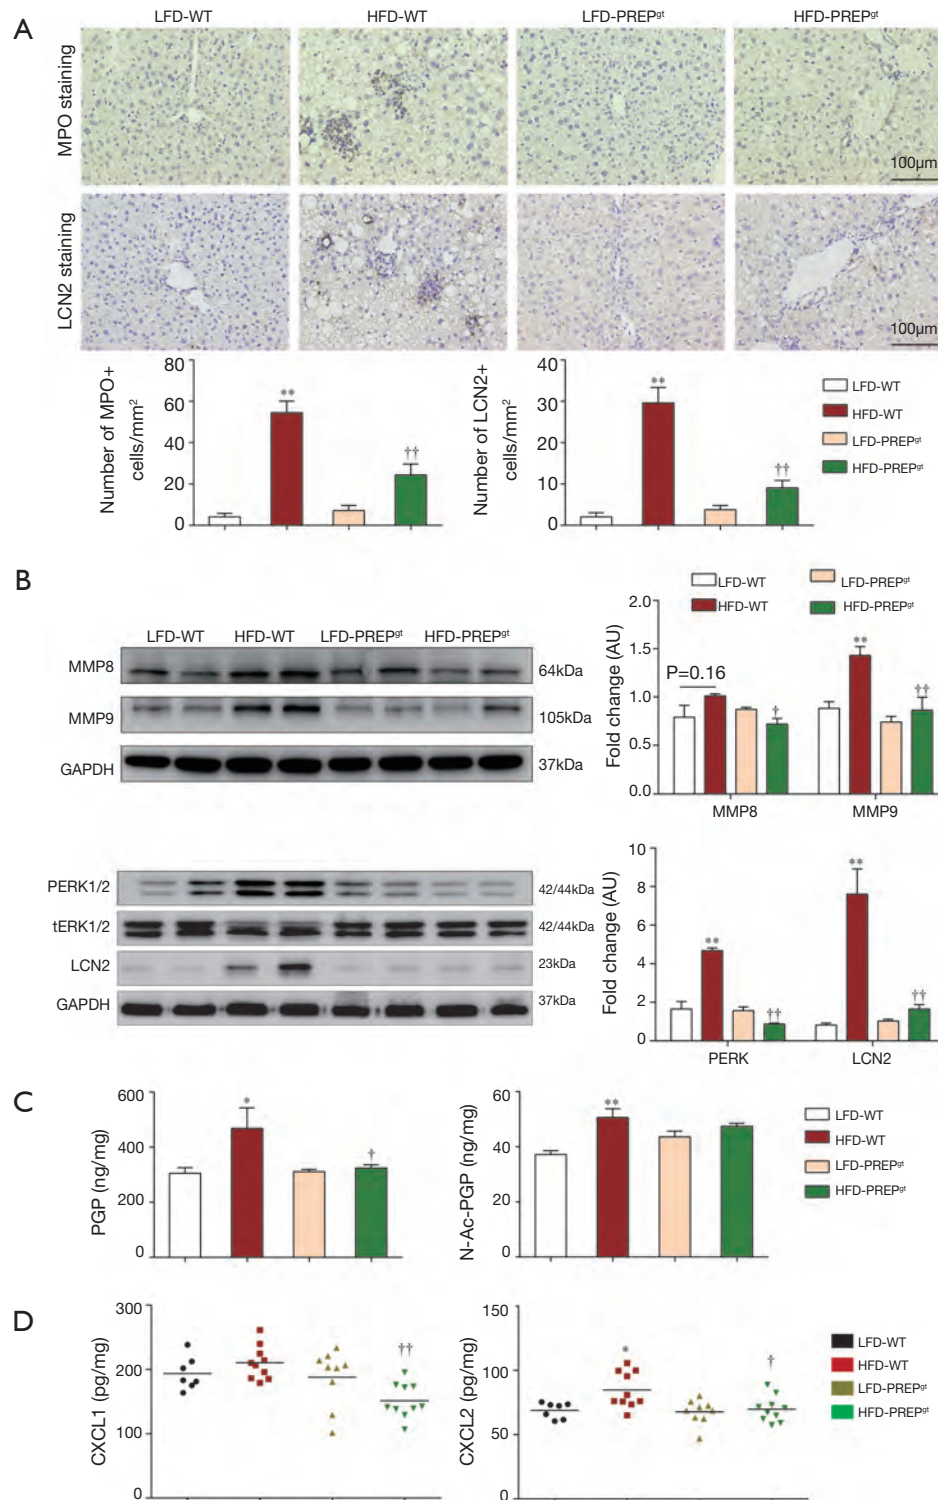 A
LFD-WT HFD-WT LFD-PREPgt HFD-PREPgt
MPO staining
100μm
LCN2 staining
100μm
Number of MPO+ cells/mm2
80
60
40
20
0
**
††
Number of LCN2+ cells/mm2
30
20
10
0
**
††
LFD-WT
HFD-WT
LFD-PREPgt
HFD-PREPgt
B
LFD-WT HFD-WT LFD-PREPgt HFD-PREPgt
MMP8 64kDa
MMP9 105kDa
GAPDH 37kDa
LFD-WT LFD-PREPgt
HFD-WT HFD-PREPgt
Fold change (AU)
2.0
1.5
1.0
0.5
0.0
P=0.16
†
**
††
MMP8 MMP9
PERK1/2 42/44kDa
tERK1/2 42/44kDa
LCN2 23kDa
GAPDH 37kDa
Fold change (AU)
10
8
6
4
2
0
**
††
**
††
PERK LCN2
C
PGP (ng/mg)
600
400
200
0
*
†
N-Ac-PGP (ng/mg)
60
40
20
0
**
LFD-WT
HFD-WT
LFD-PREPgt
HFD-PREPgt
D
CXCL1 (pg/mg)
300
200
100
0
††
CXCL2 (pg/mg)
150
100
50
0
*
†
LFD-WT
HFD-WT
LFD-PREPgt
HFD-PREPgt